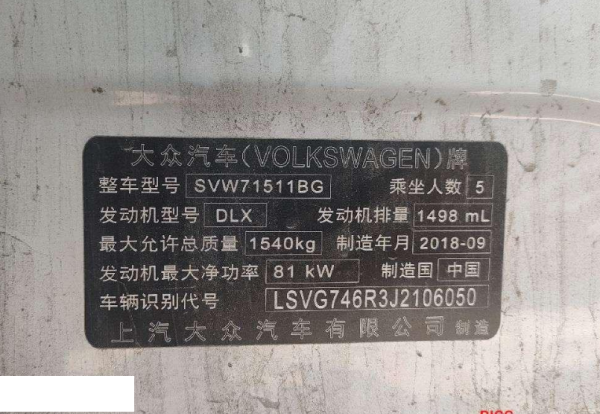 大众汽车(VOLKSWAGEN)牌
整车型号 SVW71511BG 乘坐人数 5
发动机型号 DLX 发动机排量 1498 mL
最大允许总质量 1540kg 制造年月 2018-09
发动机最大净功率 81 kW 制造国 中国
车辆识别代号 LSVG746R3J2106050
上汽大众汽车有限公司 制造